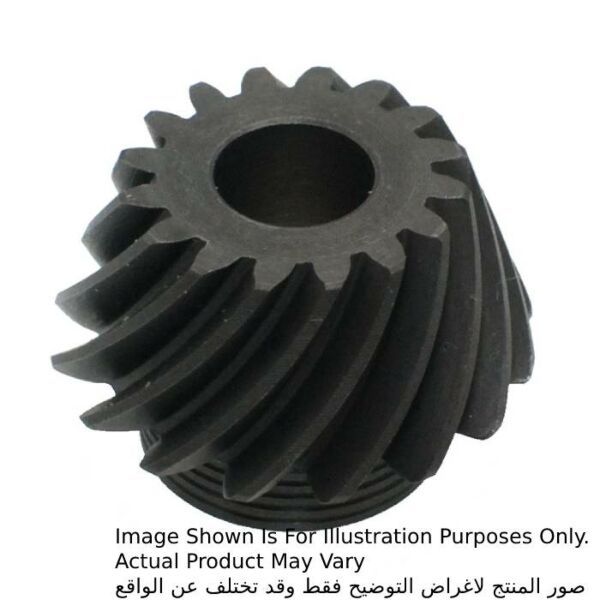 Image Shown Is For Illustration Purposes Only.
Actual Product May Vary
صور المنتج لاغراض التوضيح فقط وقد تختلف عن الواقع